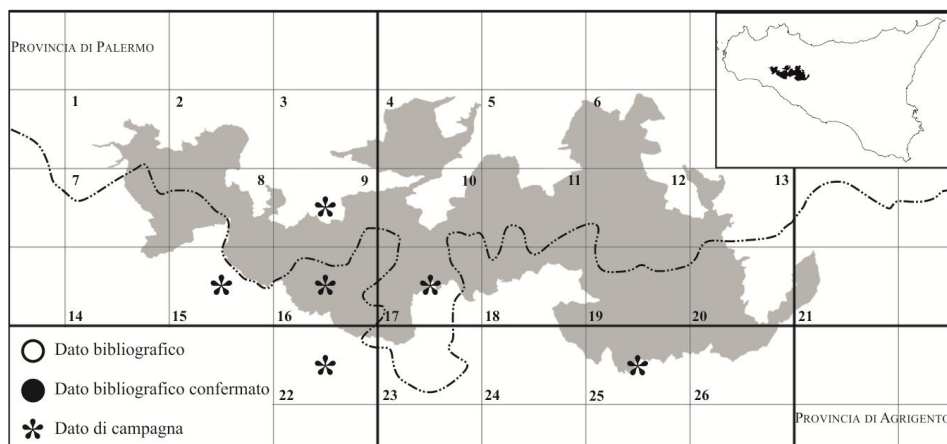 PROVINCIA DI PALERMO
1 2 3 4 5 6
7 8 9 10 11 12 13
14 15 16 17 18 19 20 21
Dato bibliografico
Dato bibliografico confermato
22 23 24 25 26
Dato di campagna
PROVINCIA DI AGRIGENTO